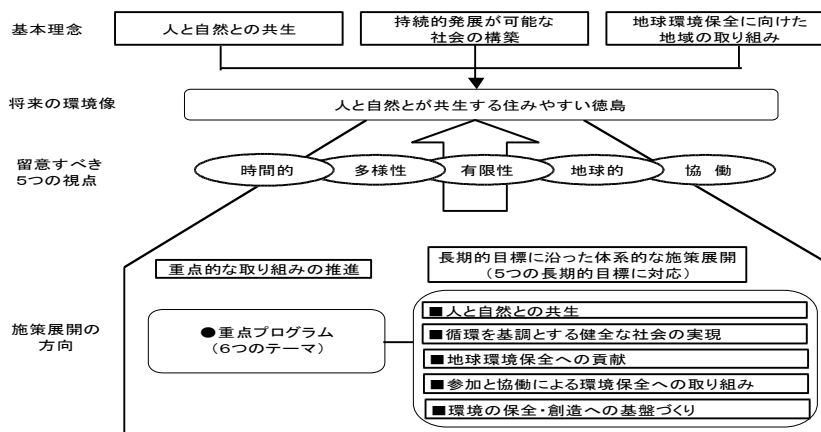 基本理念
人と自然との共生
持続的発展が可能な
社会の構築
地球環境保全に向けた
地域の取り組み
将来の環境像
人と自然とが共生する住みやすい徳島
留意すべき
5つの視点
時間的
多様性
有限性
地球的
協 働
重点的な取り組みの推進
長期的目標に沿った体系的な施策展開
(5つの長期的目標に対応)
施策展開の
方向
●重点プログラム
(6つのテーマ)
■人と自然との共生
■循環を基調とする健全な社会の実現
■地球環境保全への貢献
■参加と協働による環境保全への取り組み
■環境の保全・創造への基盤づくり